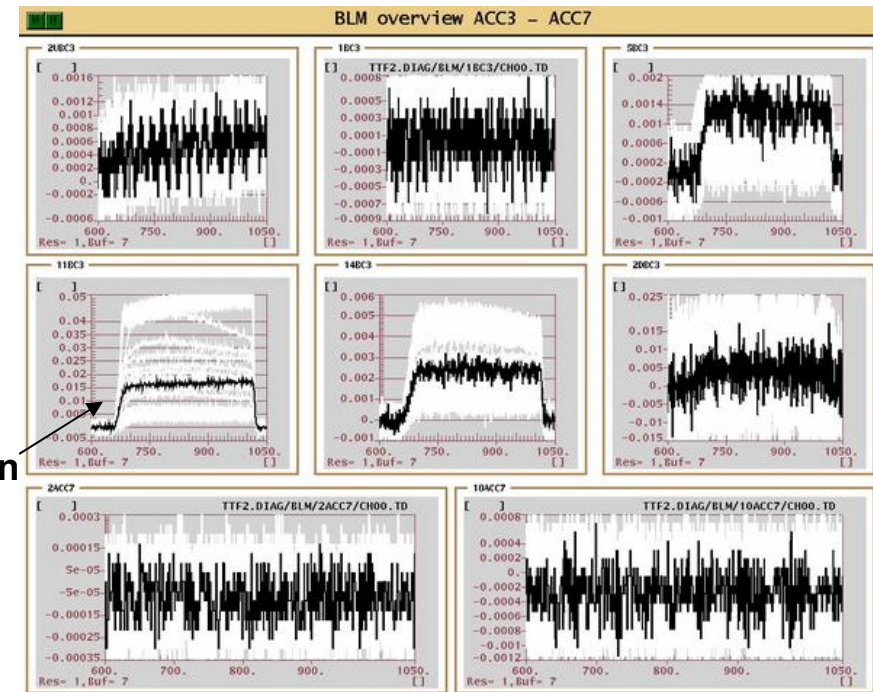 BLM overview ACC3 - ACC7
2UBC3
[ ]
0.0016
0.0012
0.001
0.0008
0.0006
0.0004
0.0002
0.
-0.0002
-0.0006
600. 750. 900. 1050.
Res= 1,Buf= 7 []
1BC3
[] TTF2.DIAG/BLM/1BC3/CH00.TD
0.0008
0.0005
0.0003
0.0001
-0.0001
-0.0003
-0.0005
-0.0007
-0.0009
600. 750. 900. 1050.
Res= 1,Buf= 7 []
5BC3
[ ]
0.002
0.0014
0.001
0.0006
0.0002
-0.0002
-0.0006
-0.001
600. 750. 900. 1050.
Res= 1,Buf= 7 []
11BC3
[ ]
0.05
0.04
0.035
0.03
0.025
0.02
0.015
0.01
0.005
-0.005
600. 750. 900. 1050.
Res= 1,Buf= 7 []
n
14BC3
[]
0.006
0.005
0.004
0.003
0.002
0.001
0.
-0.001
600. 750. 900. 1050.
Res= 1,Buf= 7 []
2DBC3
[]
0.025
0.015
0.01
0.005
0.
-0.005
-0.01
-0.015
600. 750. 900. 1050.
Res= 1,Buf= 7 []
2ACC7
[ ] TTF2.DIAG/BLM/2ACC7/CH00.TD
0.0003
0.00015
5e-05
-5e-05
-0.00015
-0.00025
-0.00035
600. 700. 800. 900. 1050.
Res= 1,Buf= 7 []
10ACC7
[ ] TTF2.DIAG/BLM/10ACC7/CH00.TD
0.0008
0.0004
0.0002
0.
-0.0002
-0.0004
-0.0006
-0.0008
-0.001
-0.0012
600. 700. 800. 900. 1050.
Res= 1,Buf= 7 []